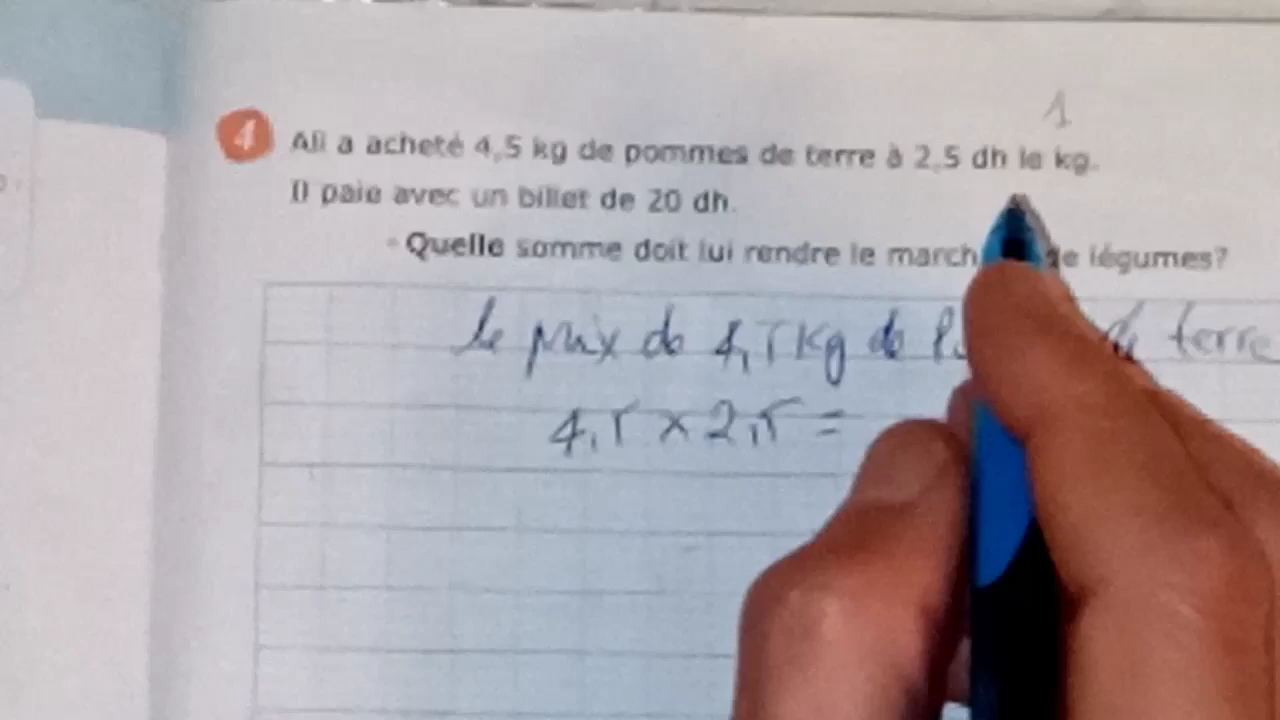 1
4 Ali a acheté 4,5 kg de pommes de terre à 2,5 dh le kg.
Il paie avec un billet de 20 dh.
• Quelle somme doit lui rendre le march de légumes?
le prix de 4,5 Kg de de terre
4,5 x 2,5 =